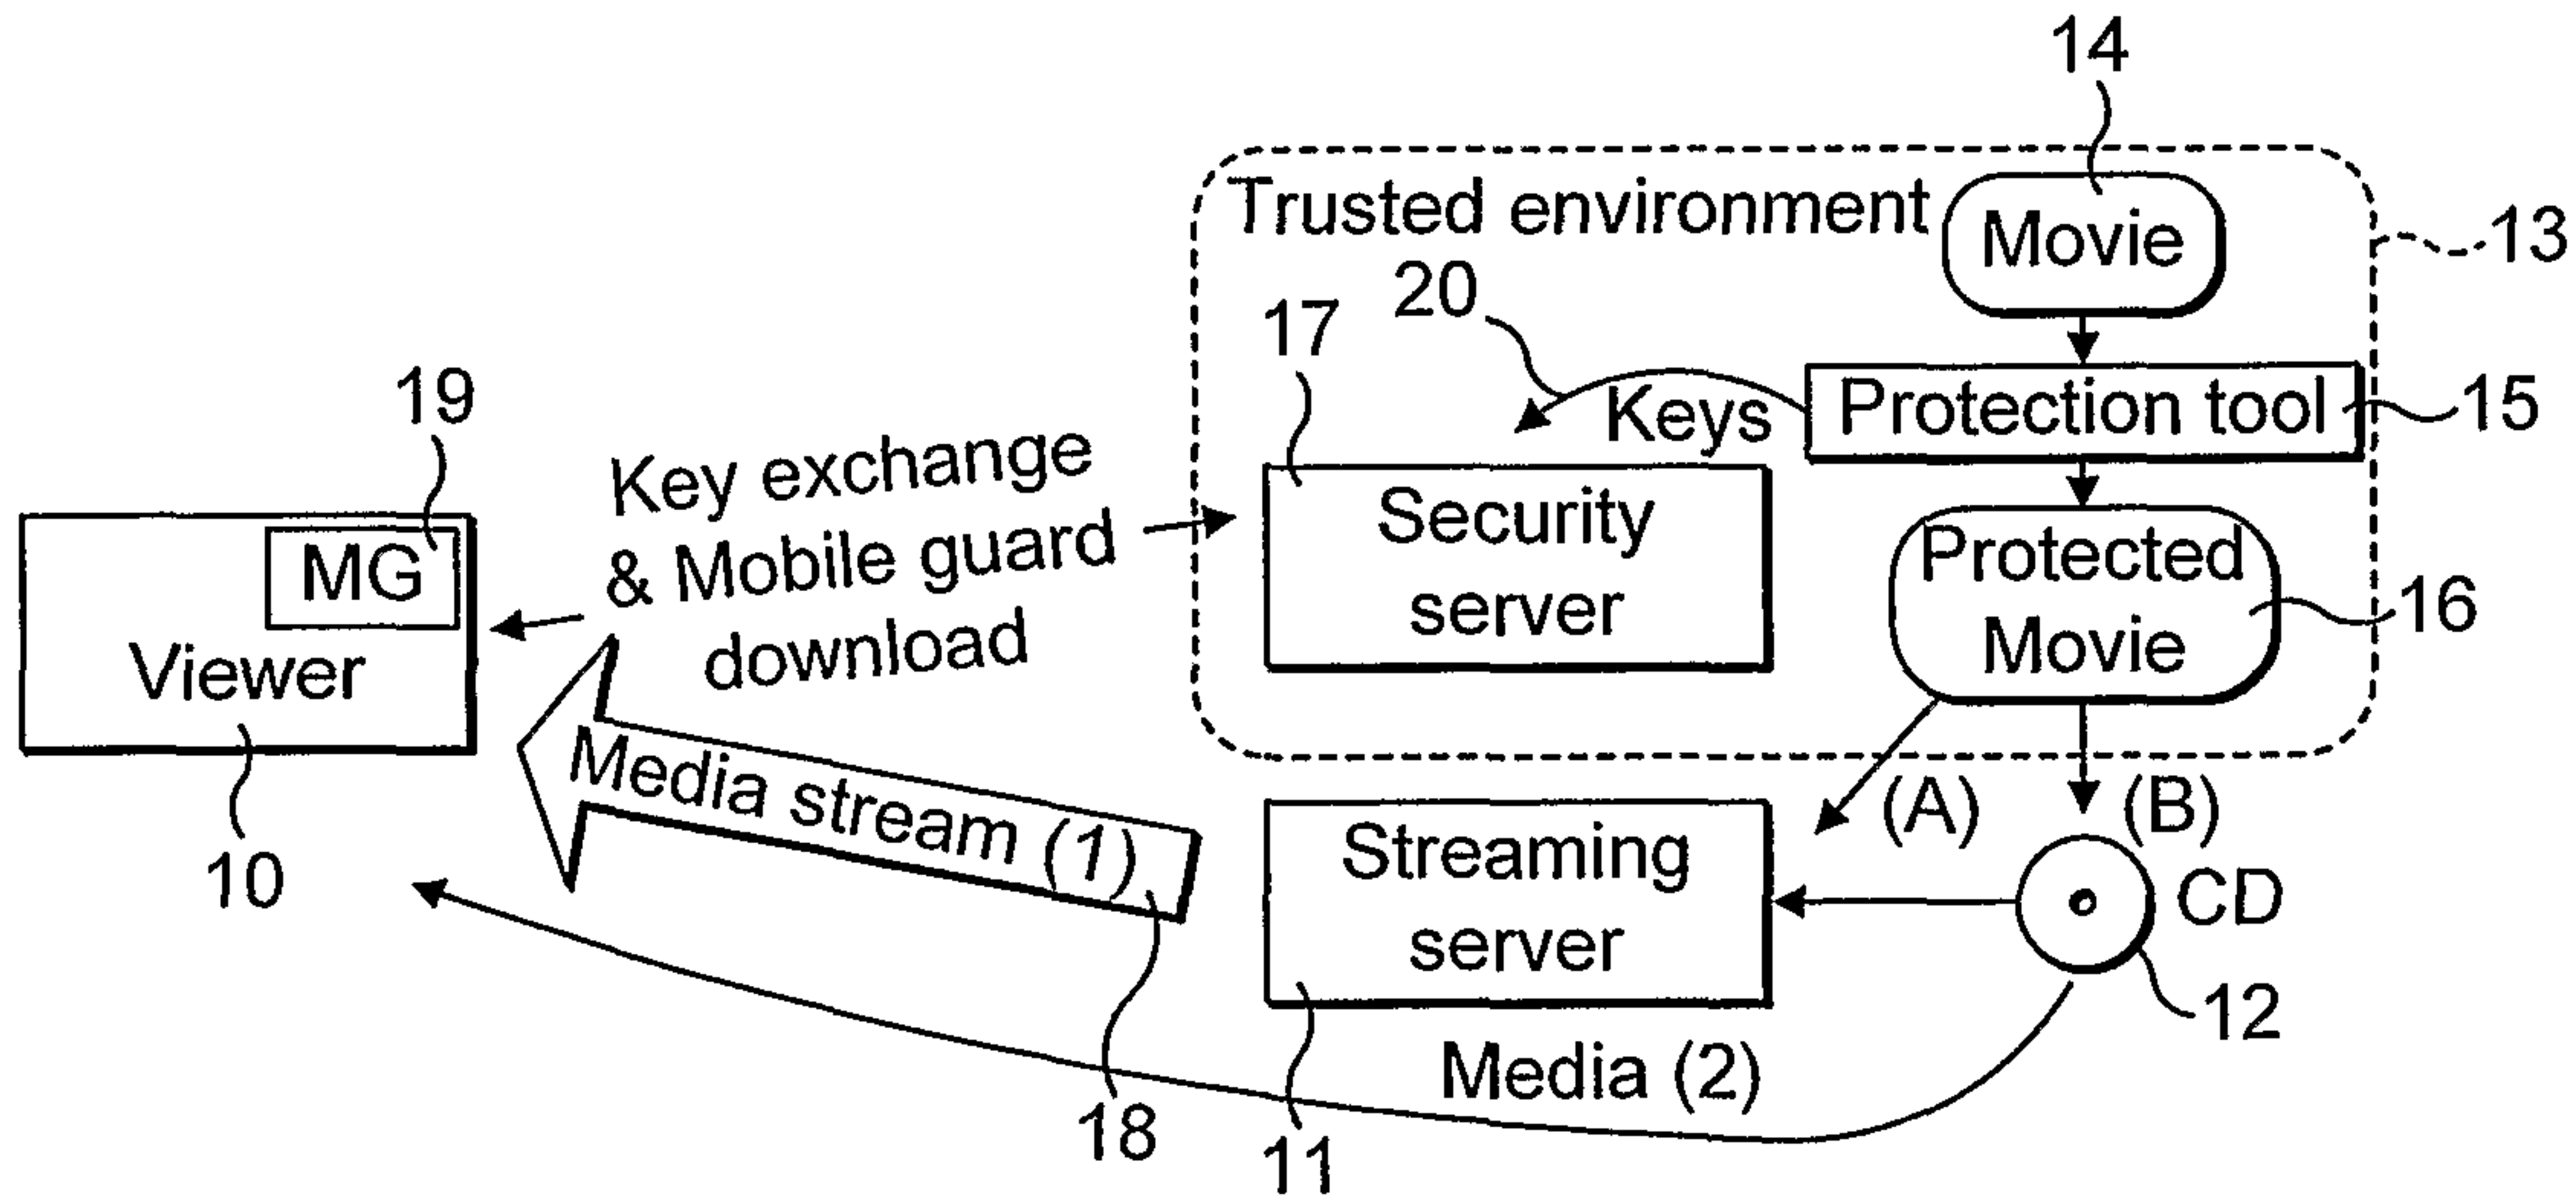 14
Trusted environment
Movie
13
20
17
Keys
Protection tool
15
19
Key exchange
& Mobile guard
download
MG
Viewer
10
Security
server
Protected
Movie
16
Media stream (1)
18
(A)
(B)
Streaming
server
11
CD
12
Media (2)